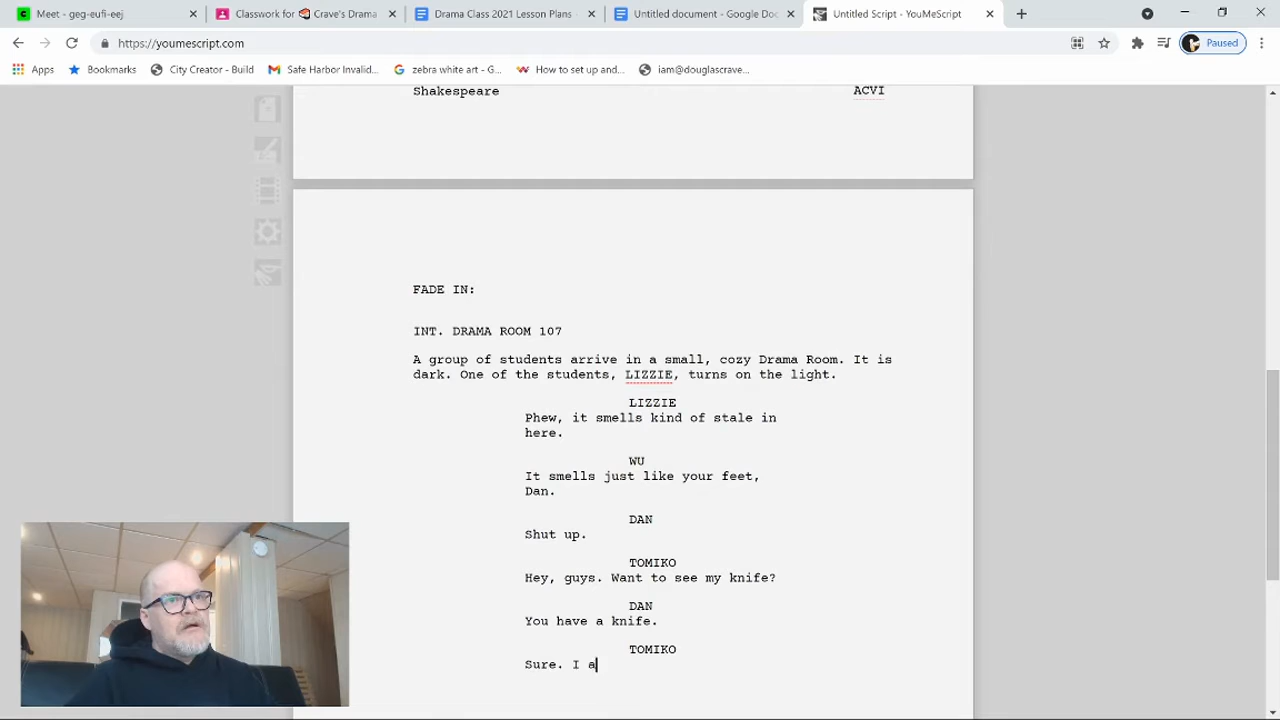 Meet - geg-eufi-eej
Classwork for Crave's Drama
Drama Class 2021 Lesson Plans -
Untitled document - Google Doc
Untitled Script - YouMeScript
https://youmescript.com
Paused
Apps
Bookmarks
City Creator - Build
Safe Harbor Invalid...
zebra white art - G...
How to set up and...
iam@douglascrave...
Shakespeare
ACVI
FADE IN:
INT. DRAMA ROOM 107
A group of students arrive in a small, cozy Drama Room. It is
dark. One of the students, LIZZIE, turns on the light.
LIZZIE
Phew, it smells kind of stale in
here.
WU
It smells just like your feet,
Dan.
DAN
Shut up.
TOMIKO
Hey, guys. Want to see my knife?
DAN
You have a knife.
TOMIKO
Sure. I a